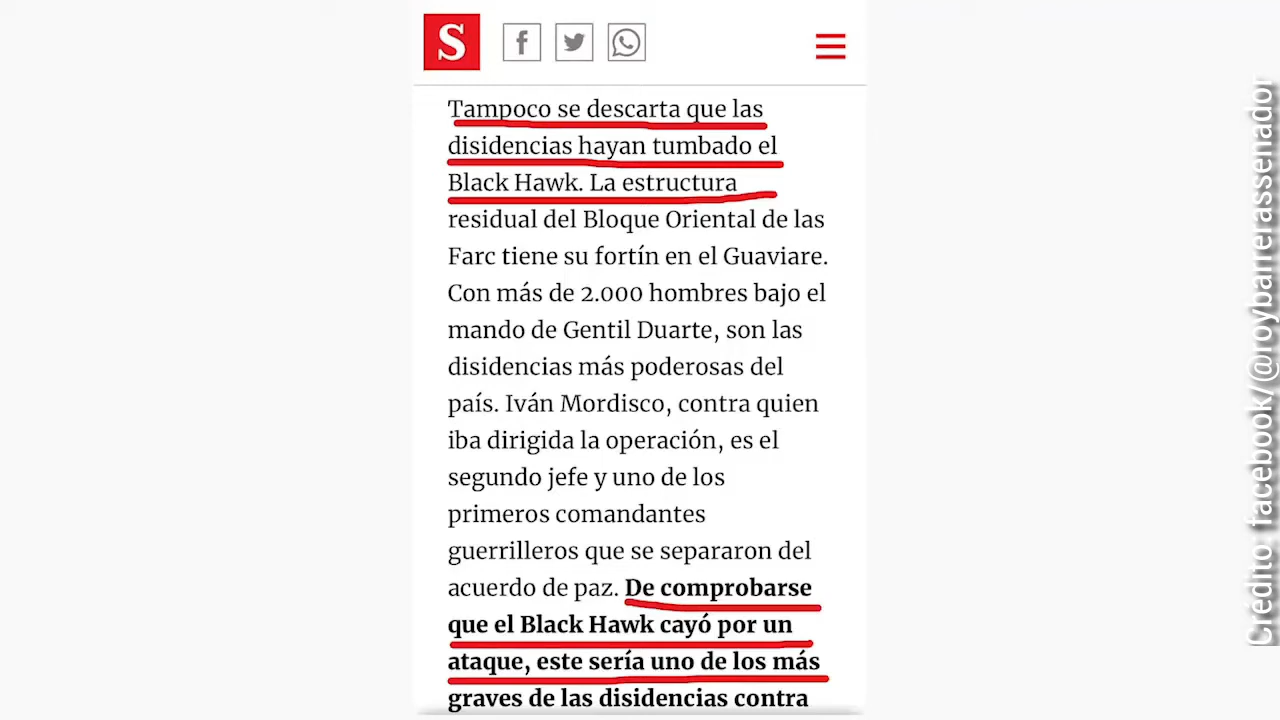 S
Tampoco se descarta que las
disidencias hayan tumbado el
Black Hawk. La estructura
residual del Bloque Oriental de las
Farc tiene su fortín en el Guaviare.
Con más de 2.000 hombres bajo el
mando de Gentil Duarte, son las
disidencias más poderosas del
país. Iván Mordisco, contra quien
iba dirigida la operación, es el
segundo jefe y uno de los
primeros comandantes
guerrilleros que se separaron del
acuerdo de paz. De comprobarse
que el Black Hawk cayó por un
ataque, este sería uno de los más
graves de las disidencias contra
Crédito: facebook/@roybarrerassenador